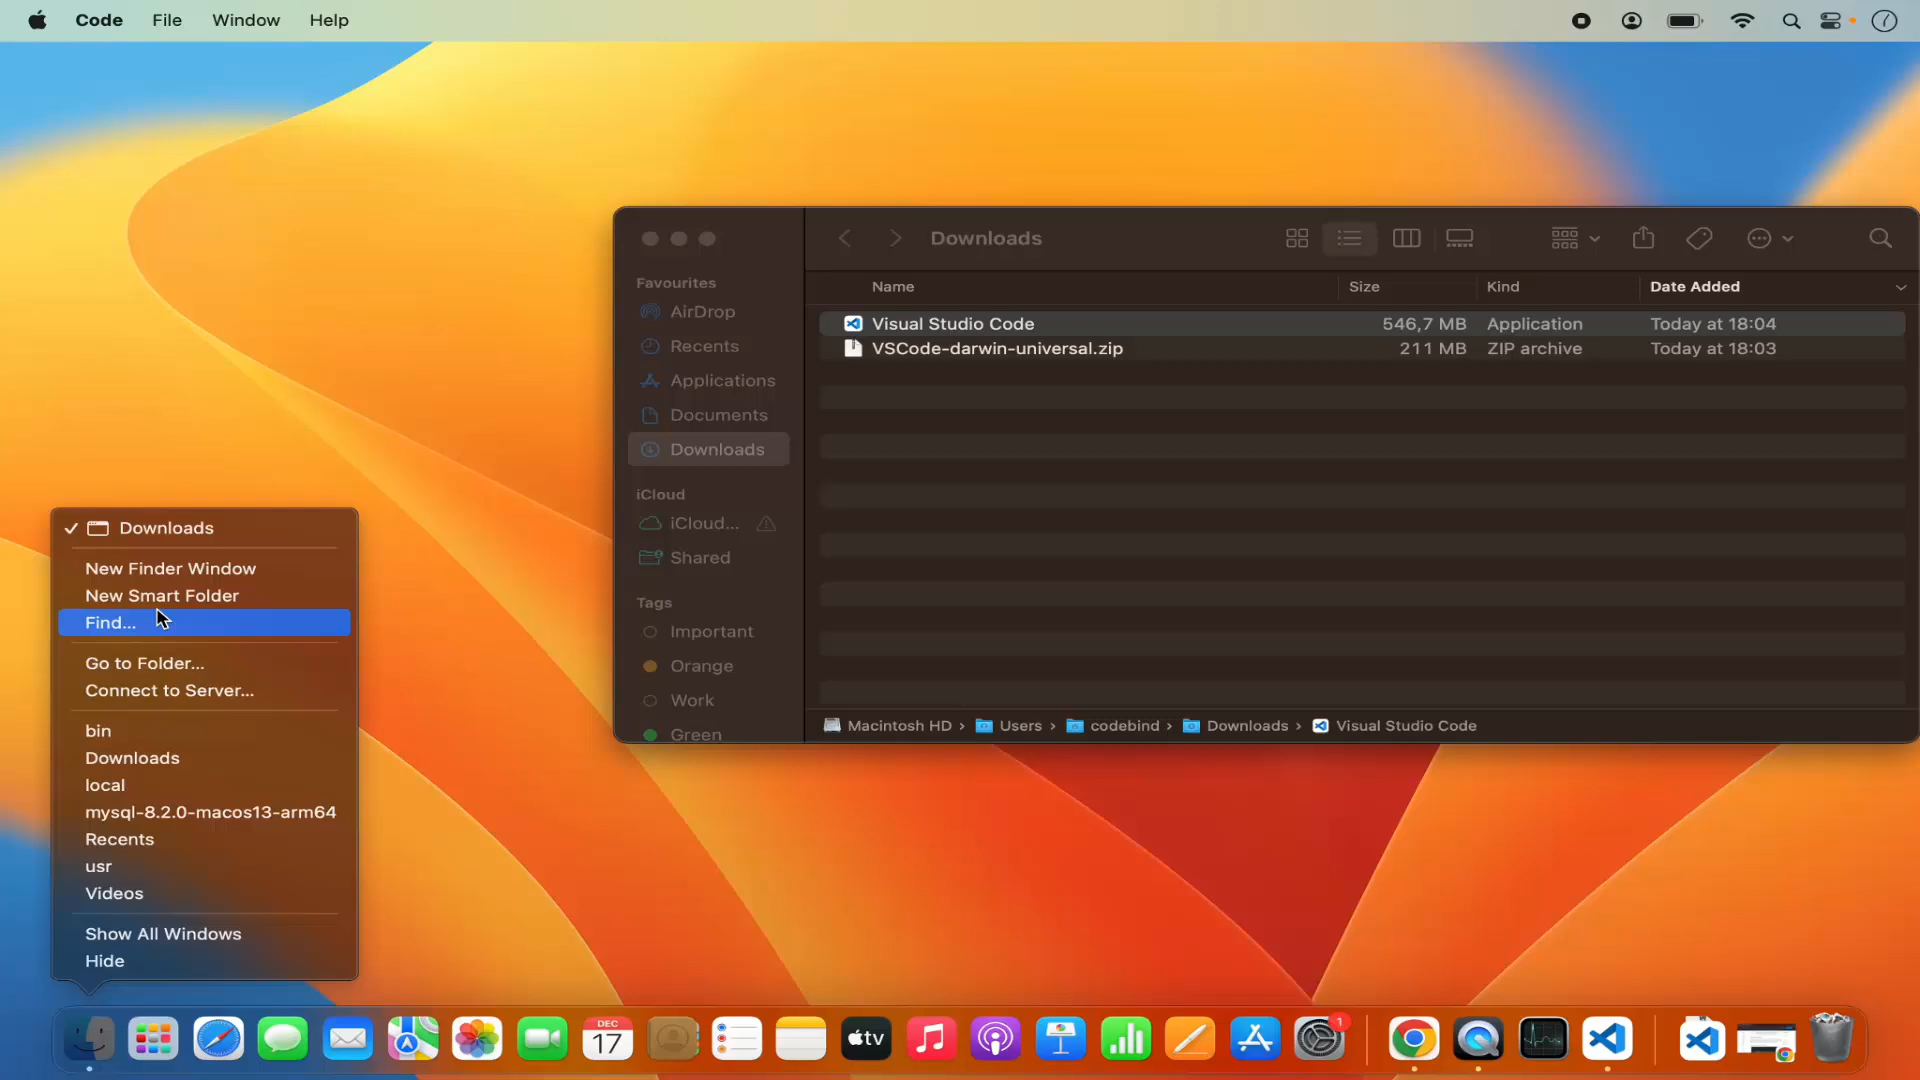 Code File Window Help
Downloads
Name Size Kind Date Added
Visual Studio Code 546,7 MB Application Today at 18:04
VSCode-darwin-universal.zip 211 MB ZIP archive Today at 18:03
Favourites
AirDrop
Recents
Applications
Documents
Downloads
iCloud
iCloud...
Shared
Tags
Important
Orange
Work
Green
Macintosh HD › Users › codebind › Downloads › Visual Studio Code
Downloads
New Finder Window
New Smart Folder
Find...
Go to Folder...
Connect to Server...
bin
Downloads
local
mysql-8.2.0-macos13-arm64
Recents
usr
Videos
Show All Windows
Hide
DEC
17
tv
1